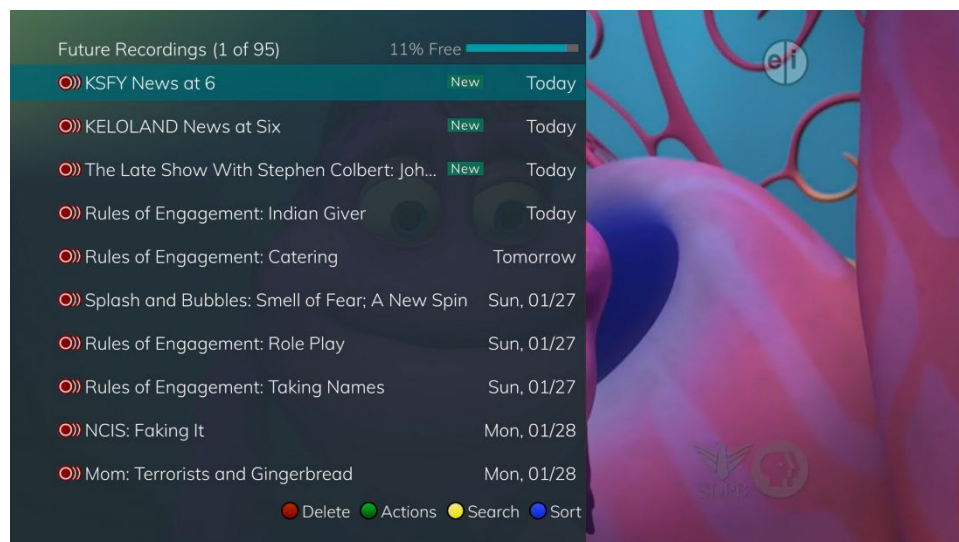 Future Recordings (1 of 95) 11% Free
KSFY News at 6 New Today
KELOLAND News at Six New Today
The Late Show With Stephen Colbert: Joh... New Today
Rules of Engagement: Indian Giver Today
Rules of Engagement: Catering Tomorrow
Splash and Bubbles: Smell of Fear; A New Spin Sun, 01/27
Rules of Engagement: Role Play Sun, 01/27
Rules of Engagement: Taking Names Sun, 01/27
NCIS: Faking It Mon, 01/28
Mom: Terrorists and Gingerbread Mon, 01/28
Delete Actions Search Sort
e/i